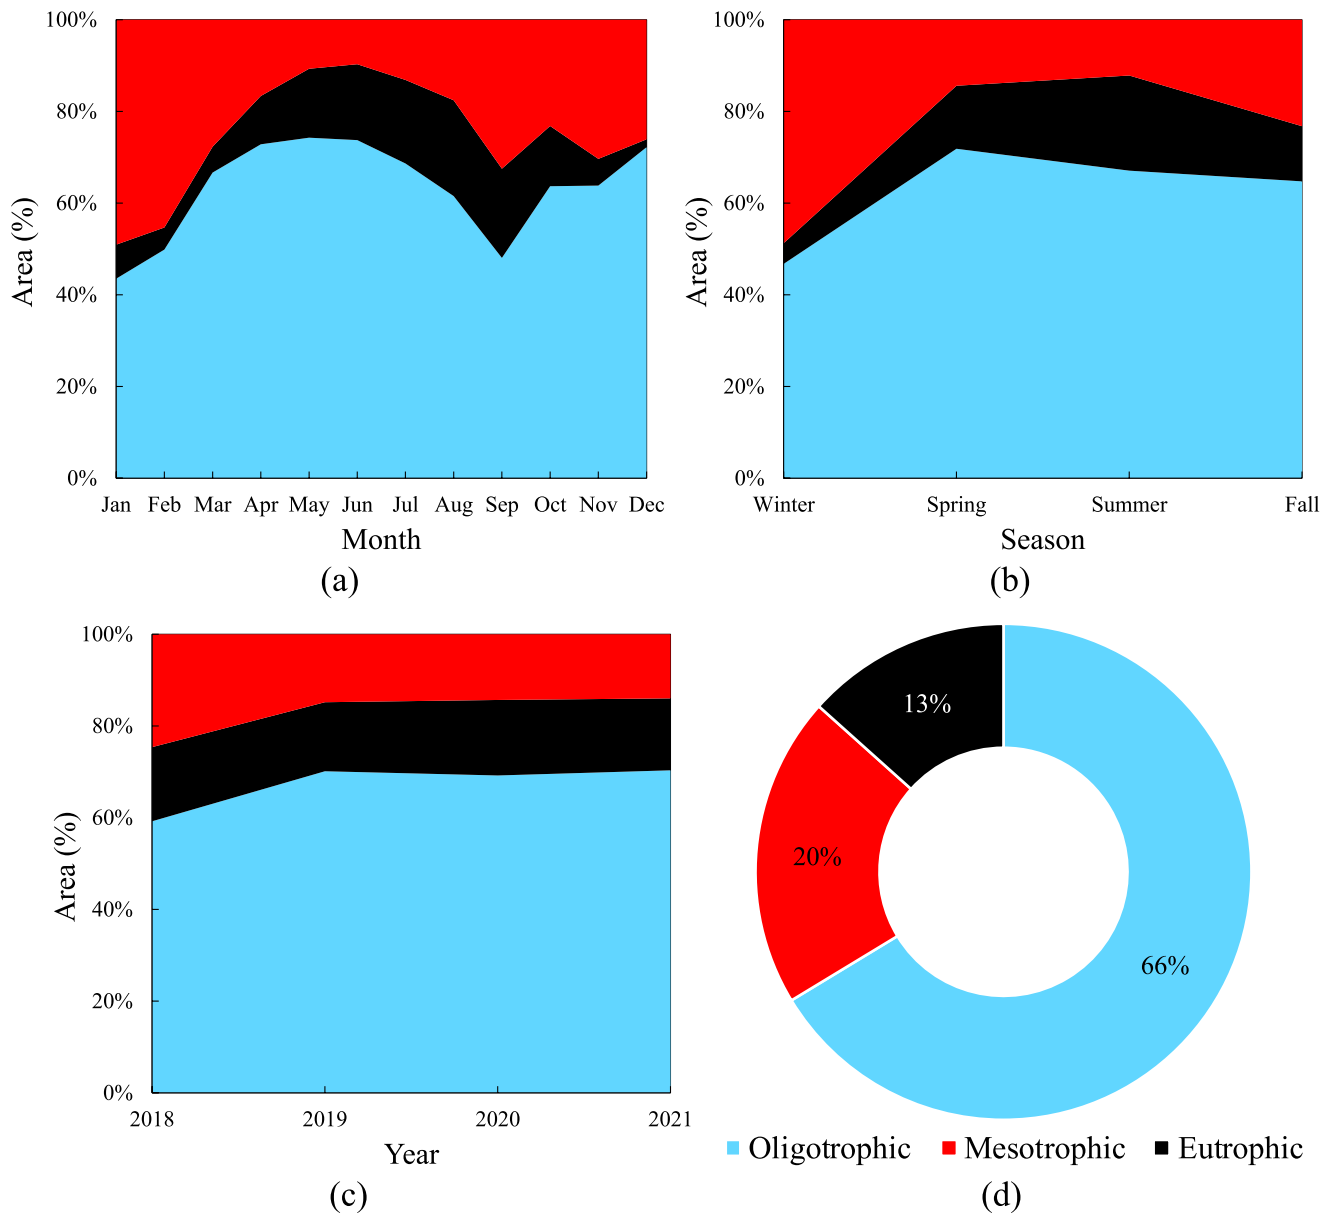 100%
80%
60%
40%
20%
0%
Area (%)
Jan Feb Mar Apr May Jun Jul Aug Sep Oct Nov Dec
Month
(a)
100%
80%
60%
40%
20%
0%
Area (%)
Winter Spring Summer Fall
Season
(b)
100%
80%
60%
40%
20%
0%
Area (%)
2018 2019 2020 2021
Year
(c)
13%
20%
66%
Oligotrophic Mesotrophic Eutrophic
(d)